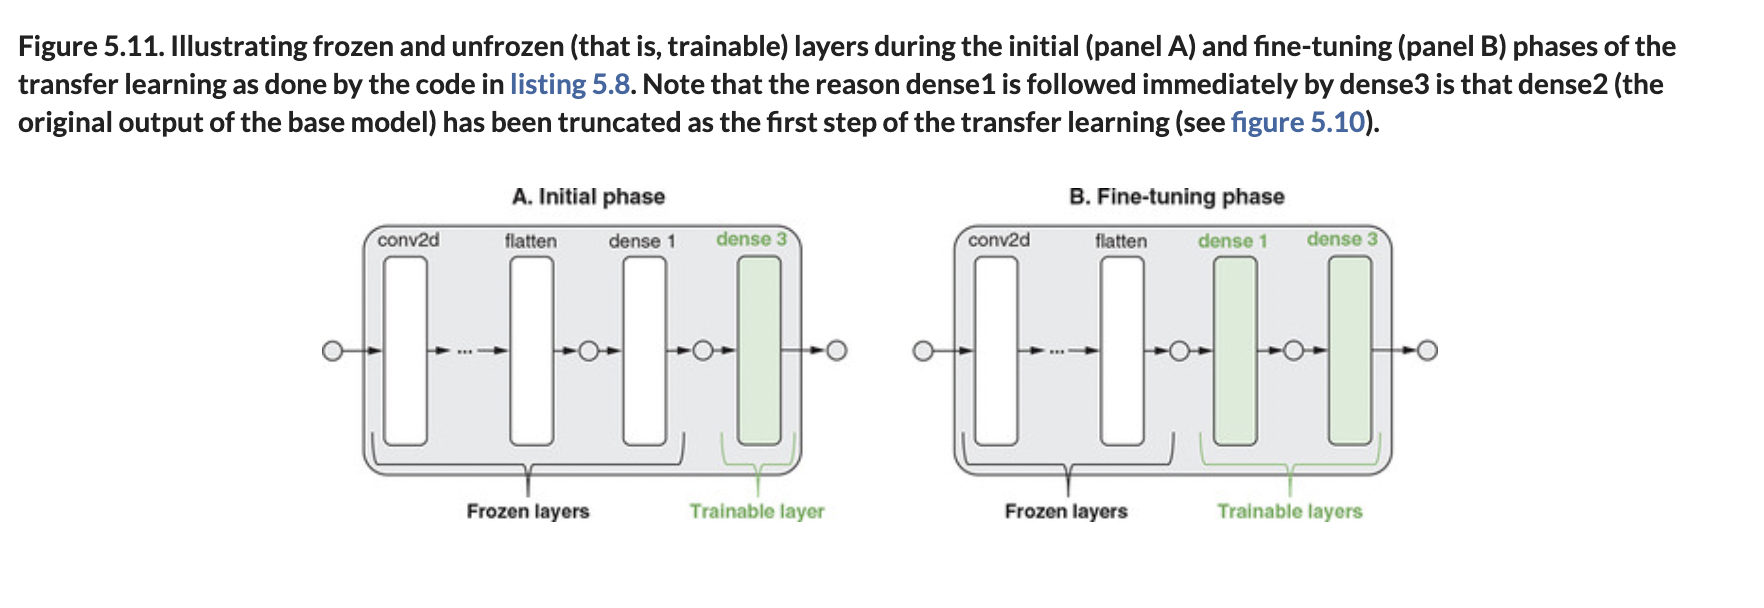 Figure 5.11. Illustrating frozen and unfrozen (that is, trainable) layers during the initial (panel A) and fine-tuning (panel B) phases of the
transfer learning as done by the code in listing 5.8. Note that the reason dense1 is followed immediately by dense3 is that dense2 (the
original output of the base model) has been truncated as the first step of the transfer learning (see figure 5.10).
A. Initial phase
conv2d flatten dense 1 dense 3
...
Frozen layers Trainable layer
B. Fine-tuning phase
conv2d flatten dense 1 dense 3
...
Frozen layers Trainable layers